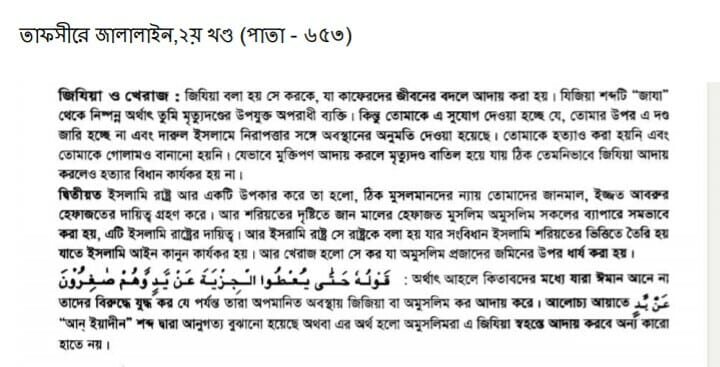 তাফসীরে জালালাইন,২য় খণ্ড (পাতা - ৬৫৩)
জিযিয়া ও খেরাজ : জিযিয়া বলা হয় সে করকে, যা কাফেরদের জীবনের বদলে আদায় করা হয়। যিজিয়া শব্দটি “জাযা”
থেকে নিষ্পন্ন অর্থাৎ তুমি মৃত্যুদণ্ডের উপযুক্ত অপরাধী ব্যক্তি। কিন্তু তোমাকে এ সুযোগ দেওয়া হচ্ছে যে, তোমার উপর এ দণ্ড
জারি হচ্ছে না এবং দারুল ইসলামে নিরাপত্তার সঙ্গে অবস্থানের অনুমতি দেওয়া হয়েছে। তোমাকে হত্যাও করা হয়নি এবং
তোমাকে গোলামও বানানো হয়নি। যেভাবে মুক্তিপণ আদায় করলে মৃত্যুদণ্ড বাতিল হয়ে যায় ঠিক তেমনিভাবে জিযিয়া আদায়
করলেও হত্যার বিধান কার্যকর হয় না।
দ্বিতীয়ত ইসলামি রাষ্ট্র আর একটি উপকার করে তা হলো, ঠিক মুসলমানদের ন্যায় তোমাদের জানমাল, ইজ্জত আবরুর
হেফাজতের দায়িত্ব গ্রহণ করে। আর শরিয়তের দৃষ্টিতে জান মালের হেফাজত মুসলিম অমুসলিম সকলের ব্যাপারে সমভাবে
করা হয়, এটি ইসলামি রাষ্ট্রের দায়িত্ব। আর ইসরামি রাষ্ট্র সে রাষ্ট্রকে বলা হয় যার সংবিধান ইসলামি শরিয়তের ভিত্তিতে তৈরি হয়
যাতে ইসলামি আইন কানুন কার্যকর হয়। আর খেরাজ হলো সে কর যা অমুসলিম প্রজাদের জমিনের উপর ধার্য করা হয়।
قَوْلُهُ حَتّٰى يُعْطُوا الْجِزْيَةَ عَنْ يَّدٍ وَّهُمْ صٰغِرُوْنَ : অর্থাৎ আহলে কিতাবদের মধ্যে যারা ঈমান আনে না
তাদের বিরুদ্ধে যুদ্ধ কর যে পর্যন্ত তারা অপমানিত অবস্থায় জিজিয়া বা অমুসলিম কর আদায় করে। আলোচ্য আয়াতে عَنْ يَّدٍ
“আন্ ইয়াদীন” শব্দ দ্বারা আনুগত্য বুঝানো হয়েছে অথবা এর অর্থ হলো অমুসলিমরা এ জিযিয়া স্বহস্তে আদায় করবে অন্য কারো
হাতে নয়।